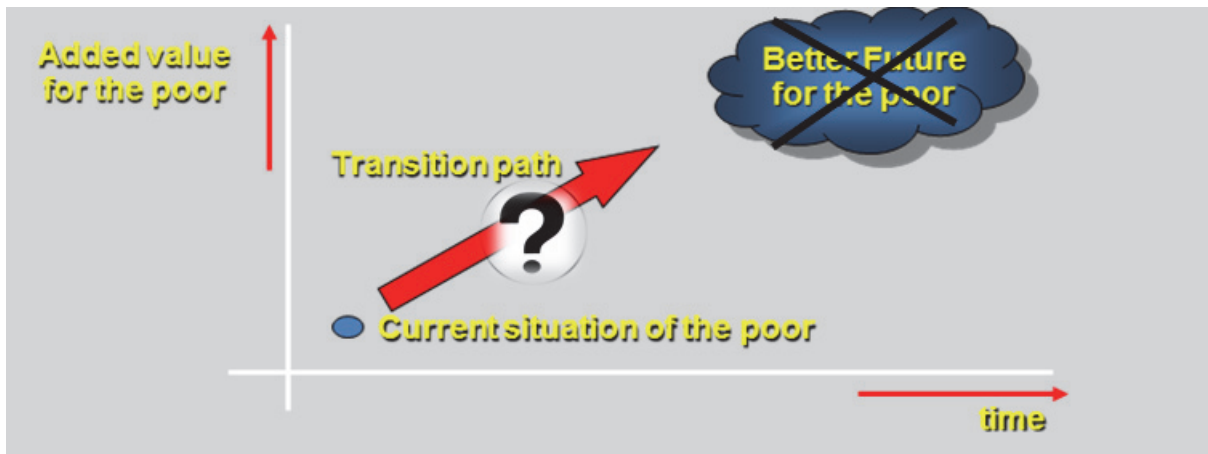 Added value
for the poor
Better Future
for the poor
Transition path
?
Current situation of the poor
time